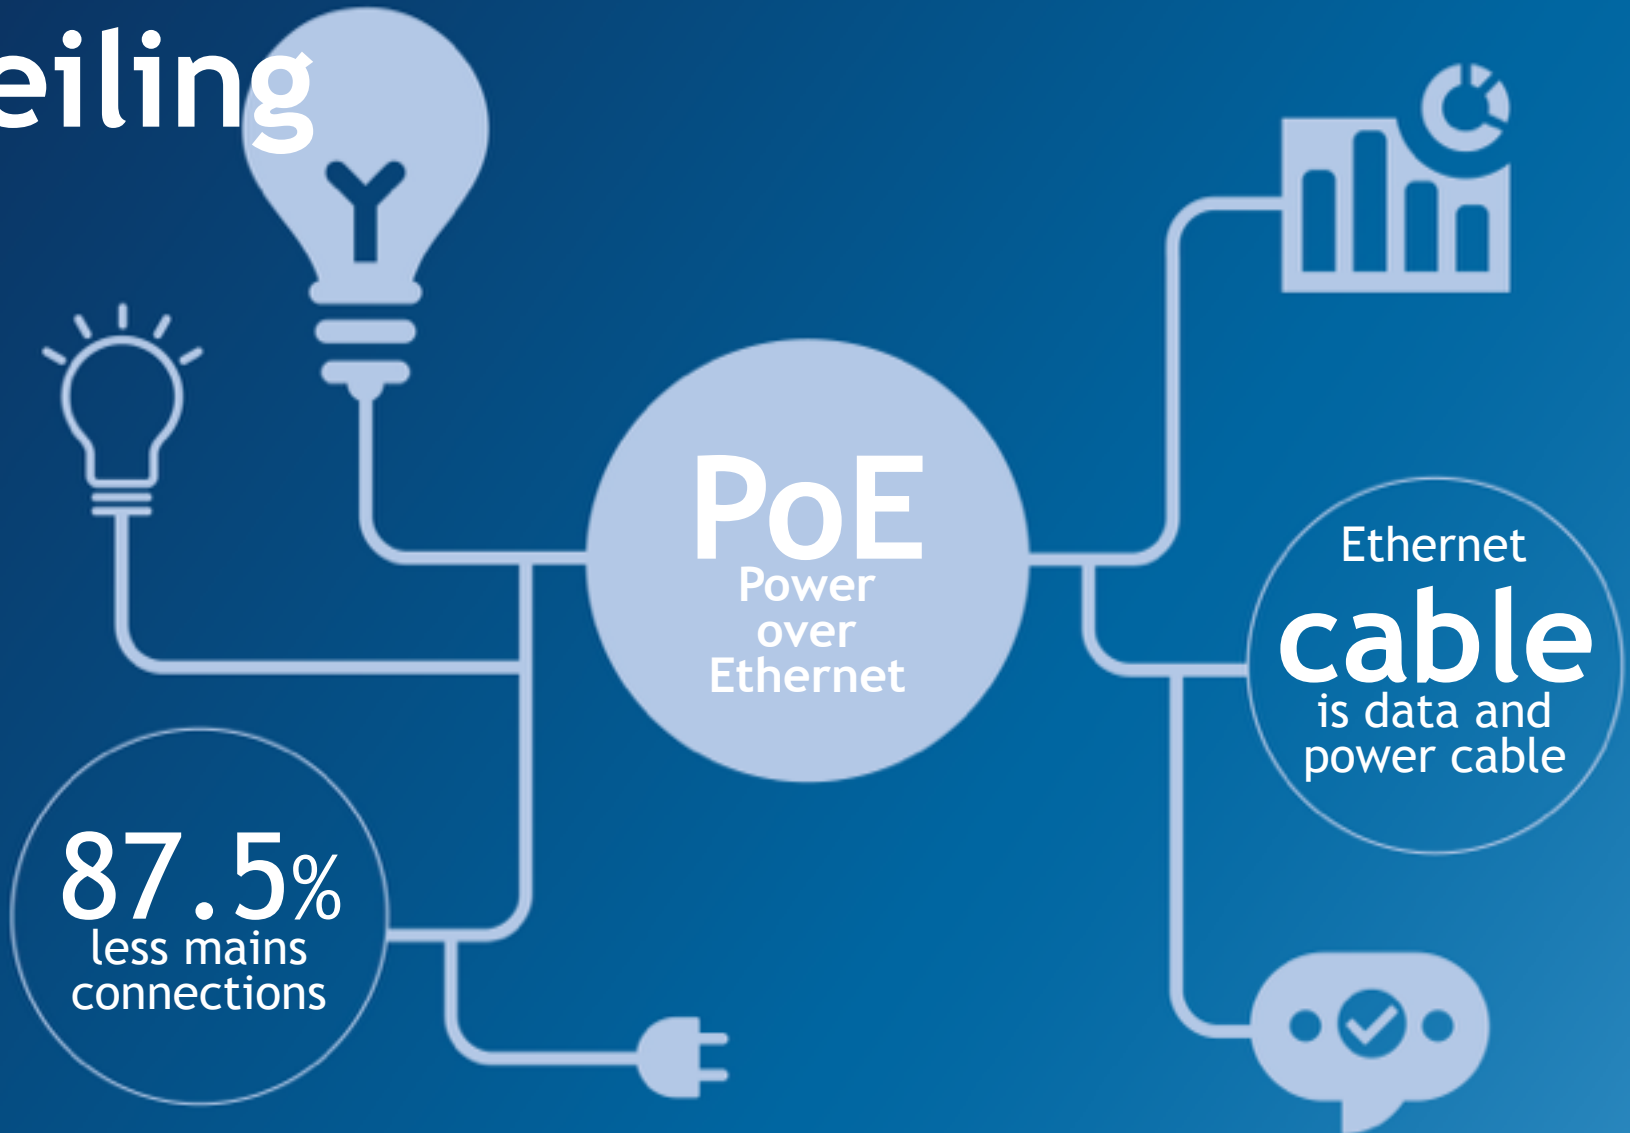 eiling
PoE
Power
over
Ethernet
Ethernet
cable
is data and
power cable
87.5%
less mains
connections